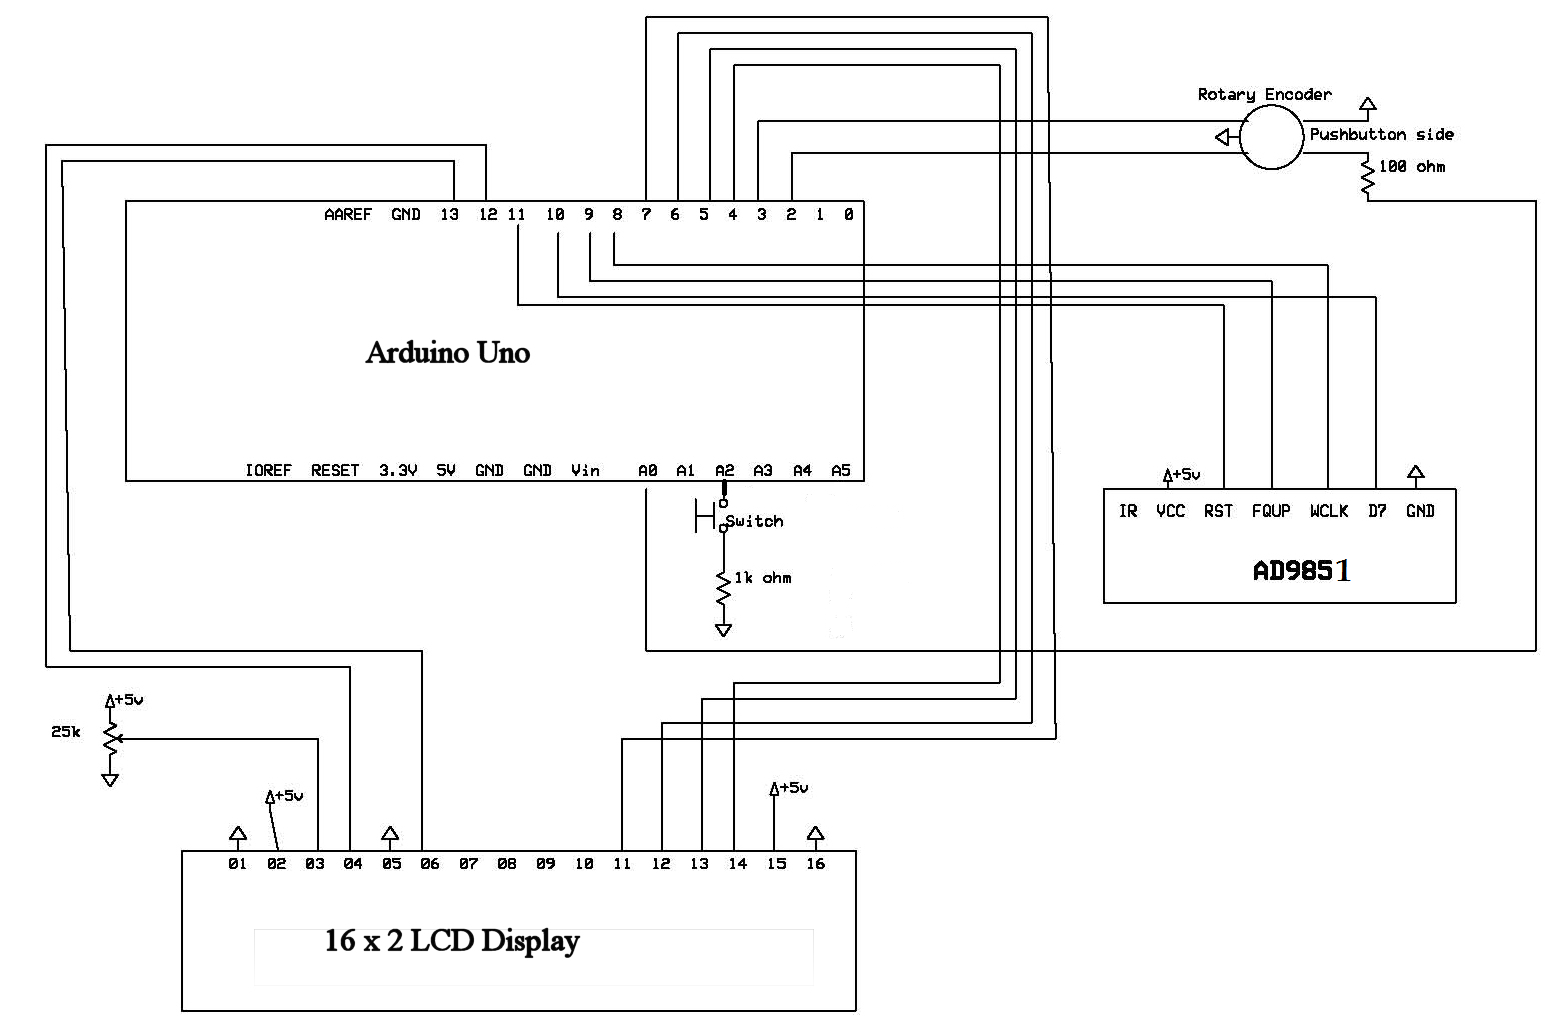 Rotary Encoder
Pushbutton side
100 ohm
AAREF GND 13 12 11 10 9 8 7 6 5 4 3 2 1 0
Arduino Uno
IOREF RESET 3.3V 5V GND GND Vin A0 A1 A2 A3 A4 A5
Switch
1k ohm
+5v
IR VCC RST FQUP WCLK D7 GND
AD9851
+5v
25k
+5v
+5v
01 02 03 04 05 06 07 08 09 10 11 12 13 14 15 16
16 x 2 LCD Display